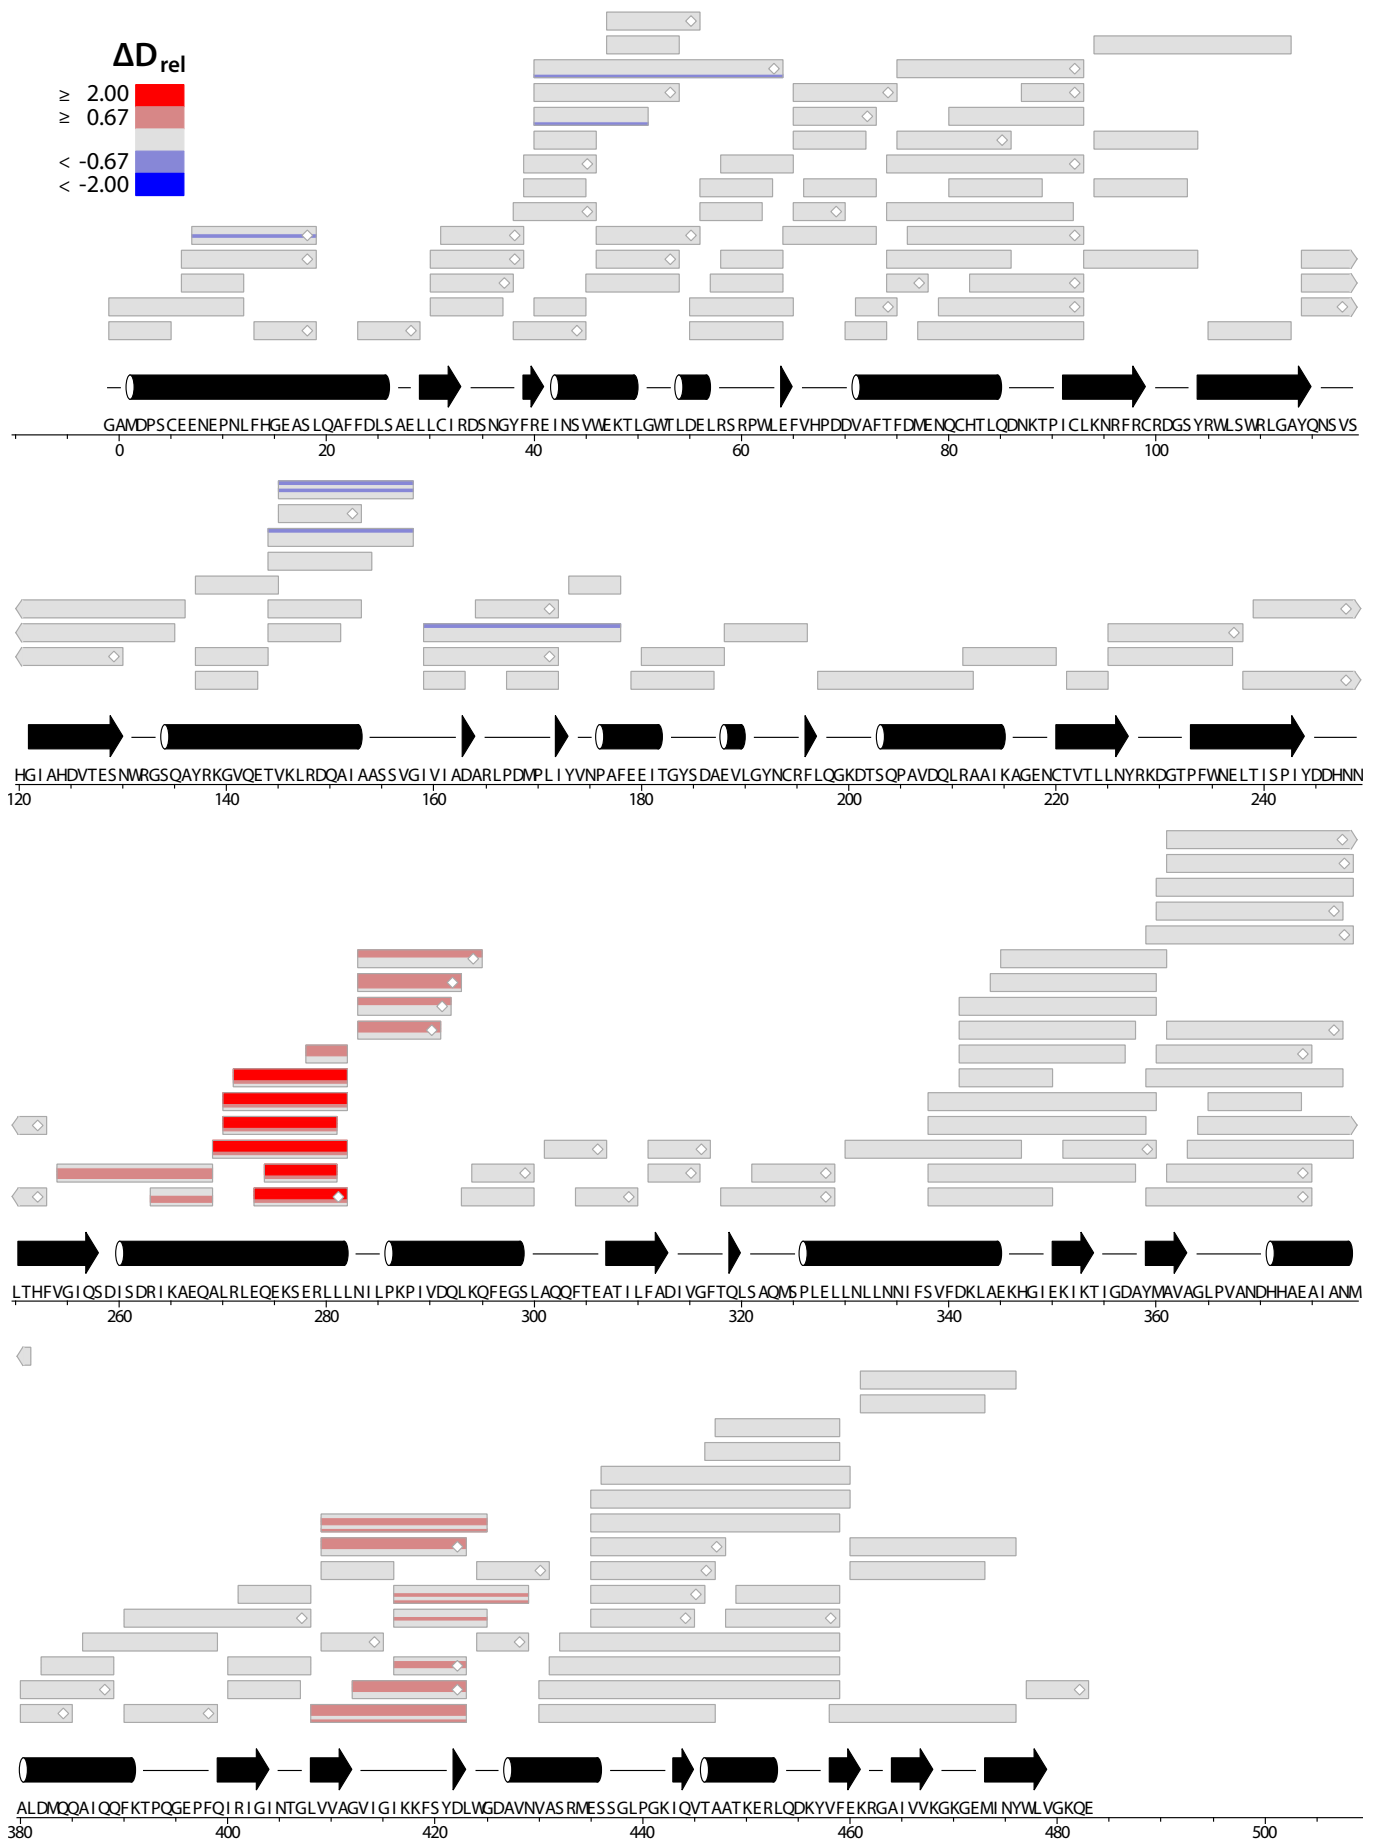 ΔD rel
≥ 2.00
≥ 0.67
< -0.67
< -2.00
GAMDPSCEENEPNLFHGEASLQAFFDLSAELLCIRDSNGYFREINSVWEKTLGWTLDELRSRPWLEFVHPDDVAFTFDMENQCHTLQDNKTPICLKNRFRCRDGSYRWLSWRLGAYQNSVS
0 20 40 60 80 100
HGIAHDVTESNWRGSQAYRKGVQETVKLRDQAIAASSVGIVIADARLPDMPLIYVNPAFEEITGYSDAEVLGYNCRFLQGKDTSQPAVDQLRAAIKAGENCTVTLLNYRKDGTPFWNELTISPIYDDHNN
120 140 160 180 200 220 240
LTHFVGIQSDISDRIKAEQALRLEQEKSERLLLNILPKPIVDQLKQFEGSLAQQFTEATILFADIVGFTQLSAQMSPLELLNLLNNIFSVFDKLAEKHGIEKIKTIGDAYMAVAGLPVANDHHAEAIANM
260 280 300 320 340 360
ALDMQQAIQQFKTPQGEPFQIRIGINTGLVVAGVIGIKKFSYDLWGDAVNVASRMESSGLPGKIQVTAATKERLQDKYVFEKRGAIVVKGKGEMINYWLVGKQE
380 400 420 440 460 480 500